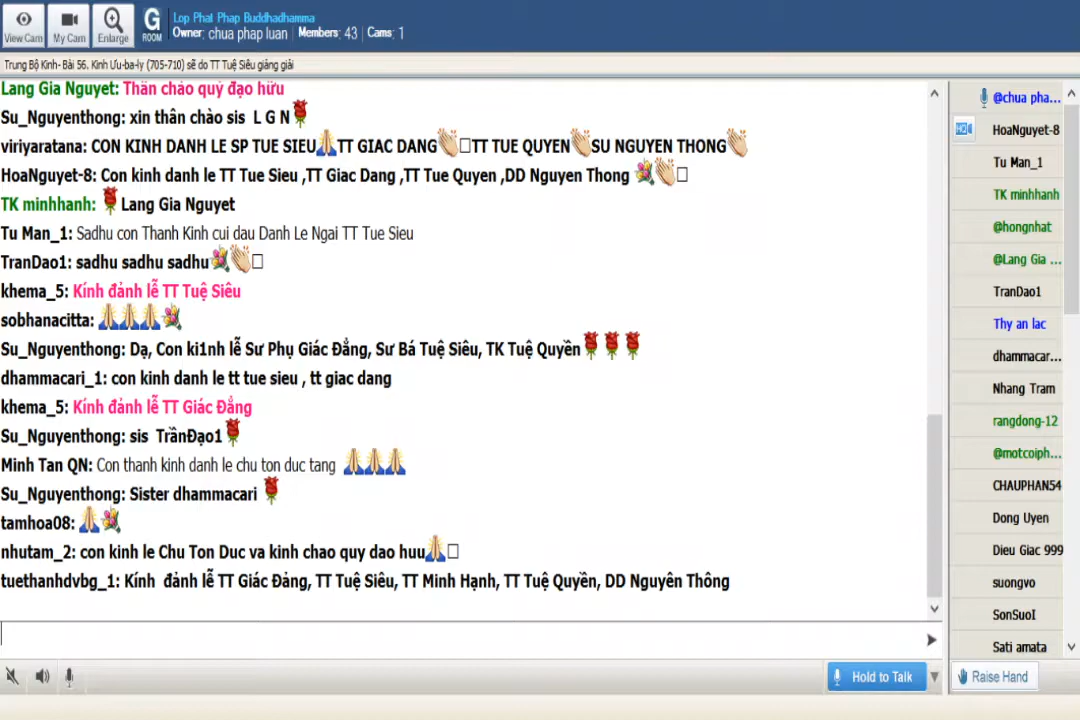 View Cam
My Cam
Enlarge
G
ROOM
Lop Phat Phap Buddhadhamma
Owner: chua phap luan | Members: 43 | Cams: 1
Trung Bộ Kinh- Bài 56. Kinh Ưu-ba-ly (705-710) sẽ do TT Tuệ Siêu giảng giải
Lang Gia Nguyet: Thân chào quý đạo hữu
Su_Nguyenthong: xin thân chào sis L G N
viriyaratana: CON KINH DANH LE SP TUE SIEU TT GIAC DANG TT TUE QUYEN SU NGUYEN THONG
HoaNguyet-8: Con kinh danh le TT Tue Sieu ,TT Giac Dang ,TT Tue Quyen ,DD Nguyen Thong
TK minhhanh: Lang Gia Nguyet
Tu Man_1: Sadhu con Thanh Kinh cui dau Danh Le Ngai TT Tue Sieu
TranDao1: sadhu sadhu sadhu
khema_5: Kính đảnh lễ TT Tuệ Siêu
sobhanacitta:
Su_Nguyenthong: Dạ, Con ki1nh lễ Sư Phụ Giác Đẳng, Sư Bá Tuệ Siêu, TK Tuệ Quyền
dhammacari_1: con kinh danh le tt tue sieu , tt giac dang
khema_5: Kính đảnh lễ TT Giác Đẳng
Su_Nguyenthong: sis TrầnĐạo1
Minh Tan QN: Con thanh kinh danh le chu ton duc tang
Su_Nguyenthong: Sister dhammacari
tamhoa08:
nhutam_2: con kinh le Chu Ton Duc va kinh chao quy dao huu
tuethanhdvbg_1: Kính đảnh lễ TT Giác Đảng, TT Tuệ Siêu, TT Minh Hạnh, TT Tuệ Quyền, DD Nguyên Thông
@chua pha...
HD
HoaNguyet-8
Tu Man_1
TK minhhanh
@hongnhat
@Lang Gia ...
TranDao1
Thy an lac
dhammacar...
Nhang Tram
rangdong-12
@motcoiph...
CHAUPHAN54
Dong Uyen
Dieu Giac 999
suongvo
SonSuoI
Sati amata
Hold to Talk
Raise Hand